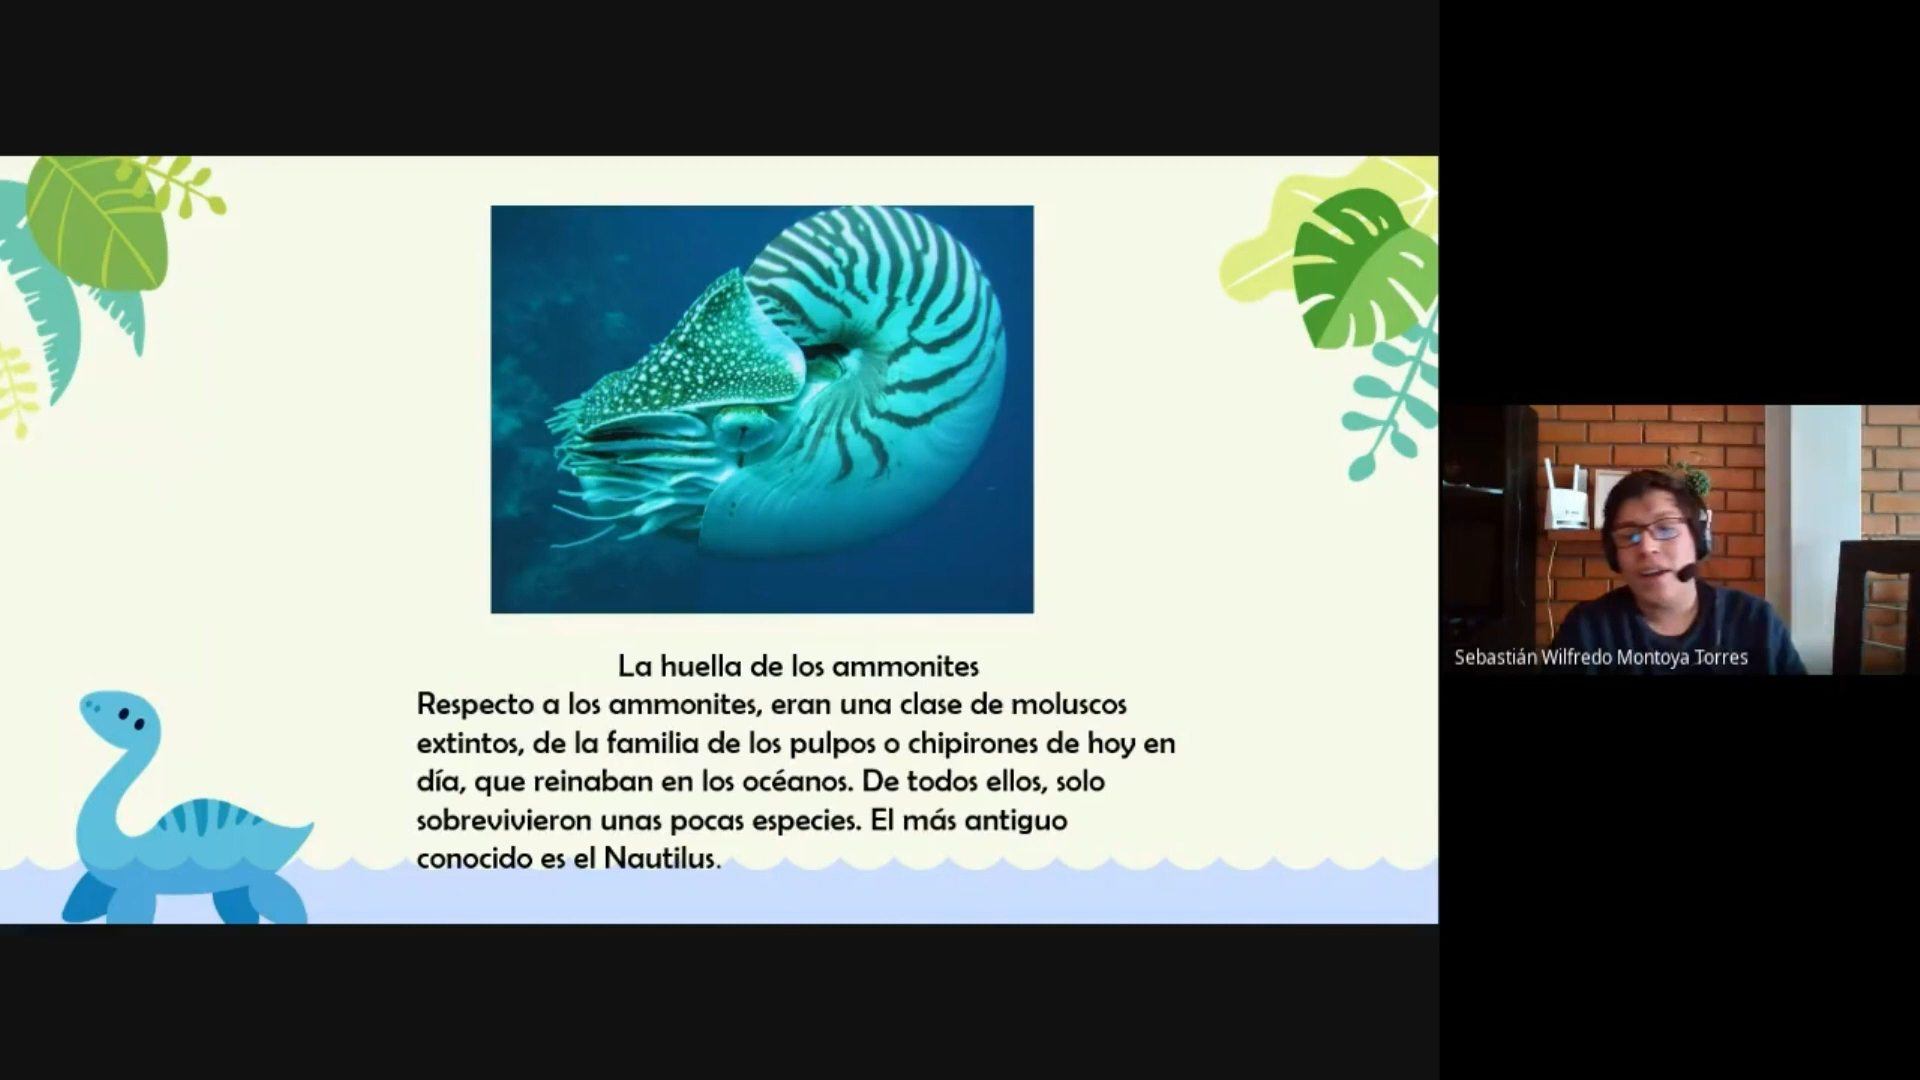 La huella de los ammonites
Respecto a los ammonites, eran una clase de moluscos
extintos, de la familia de los pulpos o chipirones de hoy en
día, que reinaban en los océanos. De todos ellos, solo
sobrevivieron unas pocas especies. El más antiguo
conocido es el Nautilus.
Sebastián Wilfredo Montoya Torres